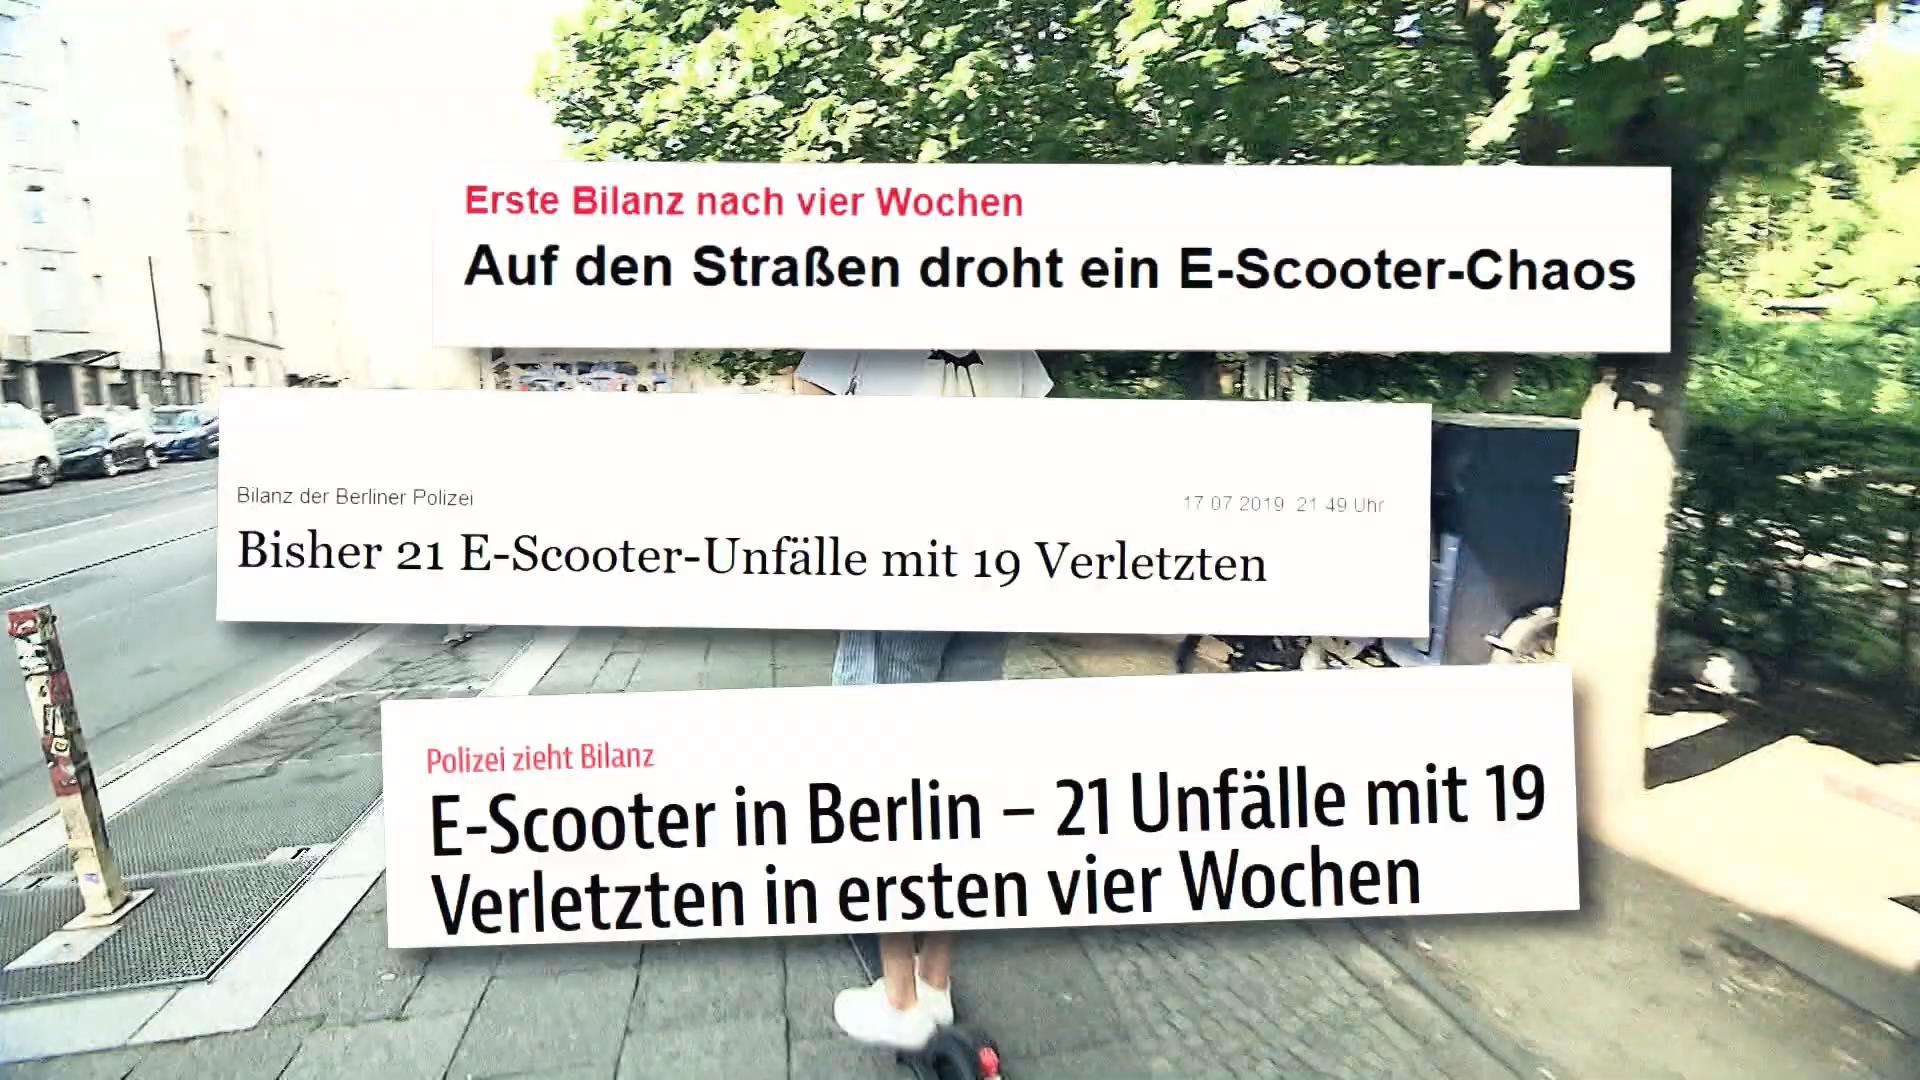 Erste Bilanz nach vier Wochen
Auf den Straßen droht ein E-Scooter-Chaos
Bilanz der Berliner Polizei
17 07 2019 21 49 Uhr
Bisher 21 E-Scooter-Unfälle mit 19 Verletzten
Polizei zieht Bilanz
E-Scooter in Berlin – 21 Unfälle mit 19
Verletzten in ersten vier Wochen